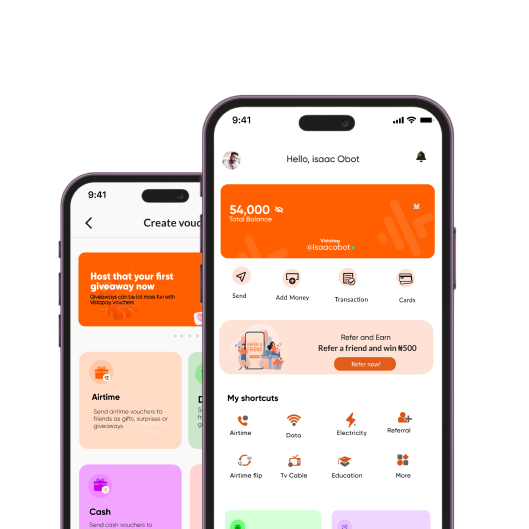 9:41
Create vouc
Host that your first
giveaway now
Giveaways can be lot more fun with
Vistapay vouchers
Airtime
Send airtime vouchers to
friends as gifts, surprises or
giveaways
Cash
Send cash vouchers to
9:41
Hello, isaac Obot
54,000
Total Balance
Vistatag
@isaacobot
Send
Add Money
Transaction
Cards
REFER A
FRIEND
Refer and Earn
Refer a friend and win ₦500
Refer now!
My shortcuts
Airtime
Data
Electricity
Referral
Airtime flip
Tv Cable
Education
More